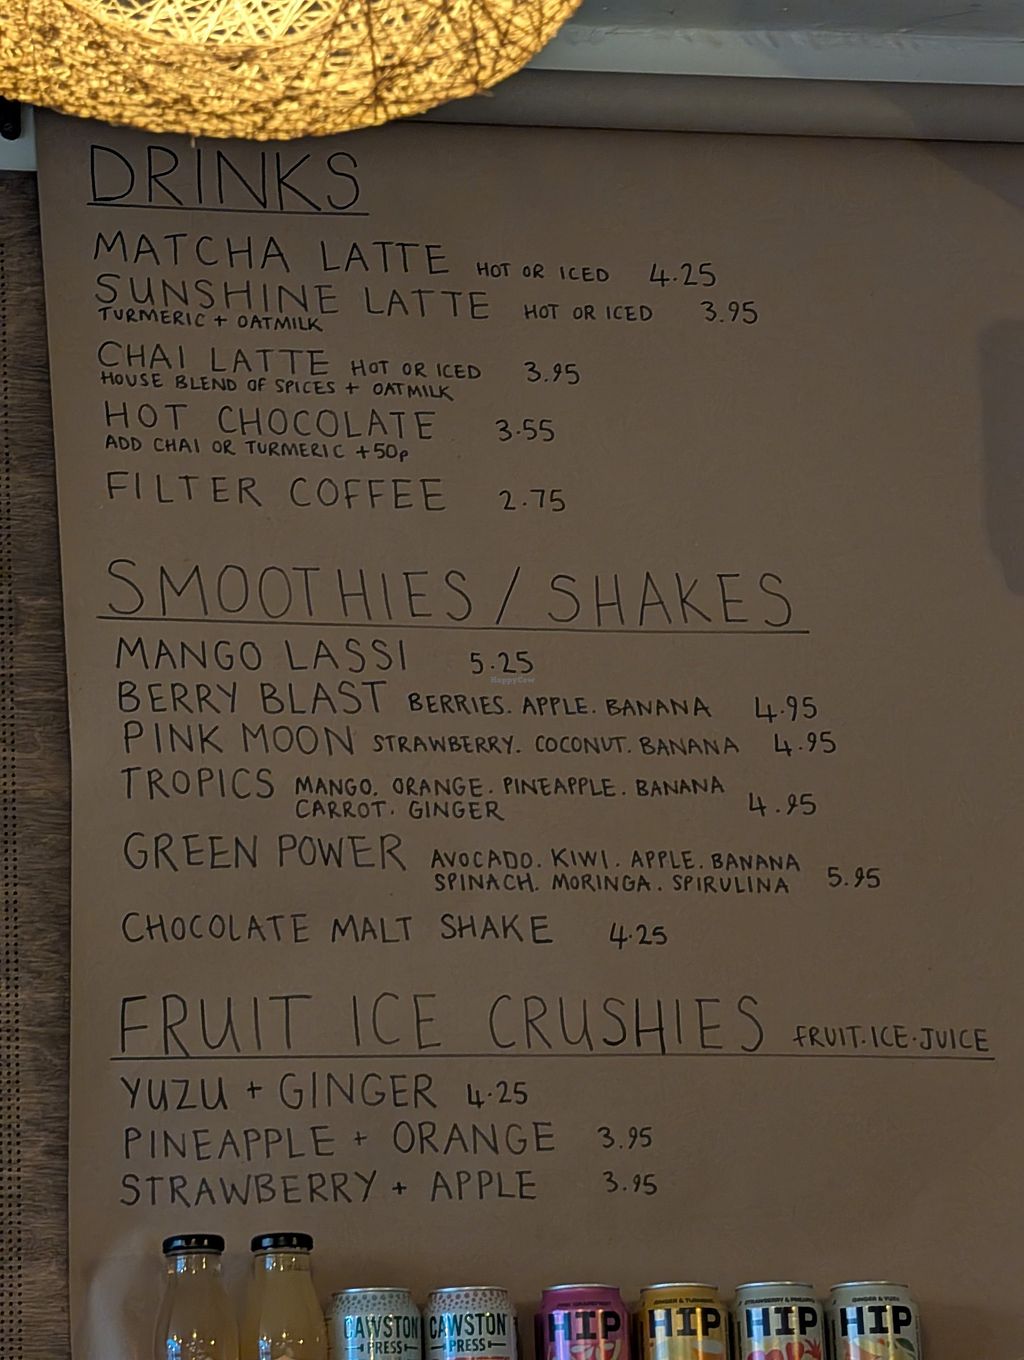 DRINKS
MATCHA LATTE HOT OR ICED 4.25
SUNSHINE LATTE HOT OR ICED 3.95
TURMERIC + OATMILK
CHAI LATTE HOT OR ICED 3.95
HOUSE BLEND OF SPICES + OATMILK
HOT CHOCOLATE 3.55
ADD CHAI OR TURMERIC +50p
FILTER COFFEE 2.75
SMOOTHIES / SHAKES
MANGO LASSI 5.25
HappyCow
BERRY BLAST BERRIES. APPLE. BANANA 4.95
PINK MOON STRAWBERRY. COCONUT. BANANA 4.95
TROPICS MANGO. ORANGE. PINEAPPLE. BANANA
CARROT. GINGER 4.95
GREEN POWER AVOCADO. KIWI. APPLE. BANANA
SPINACH. MORINGA. SPIRULINA 5.95
CHOCOLATE MALT SHAKE 4.25
FRUIT ICE CRUSHIES FRUIT.ICE.JUICE
YUZU + GINGER 4.25
PINEAPPLE + ORANGE 3.95
STRAWBERRY + APPLE 3.95
CAWSTON
PRESS
CAWSTON
PRESS
HIP
HIP
HIP
GINGER & YUZU
HIP